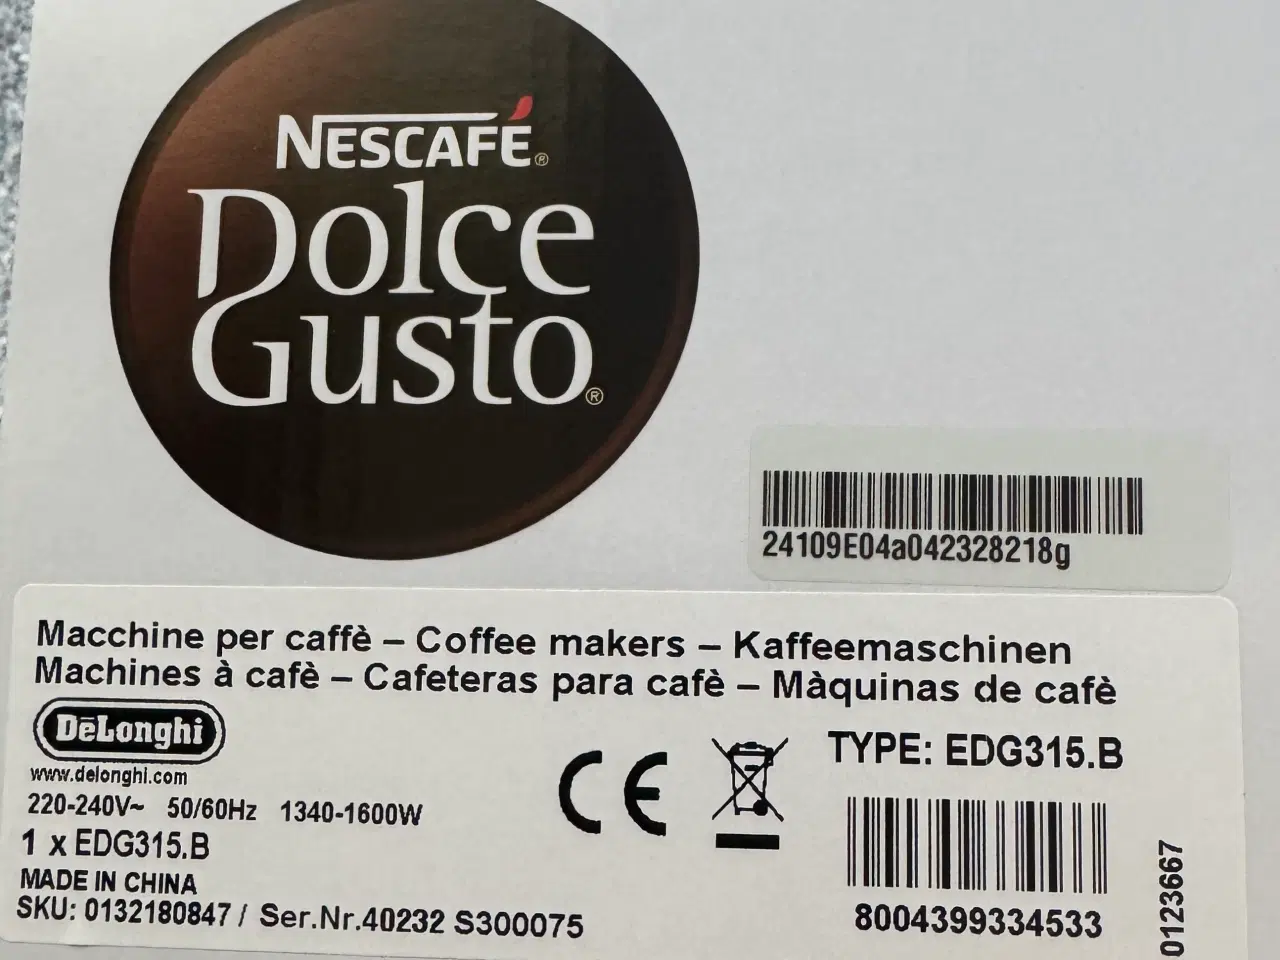 NESCAFÉ®
DOLCE
GUSTO®
24109E04a042328218g
Macchine per caffè – Coffee makers – Kaffeemaschinen
Machines à cafè – Cafeteras para cafè – Màquinas de cafè
DēLonghi
www.delonghi.com
220-240V~ 50/60Hz 1340-1600W
1 x EDG315.B
MADE IN CHINA
SKU: 0132180847 / Ser.Nr.40232 S300075
CE
TYPE: EDG315.B
8004399334533
0123667